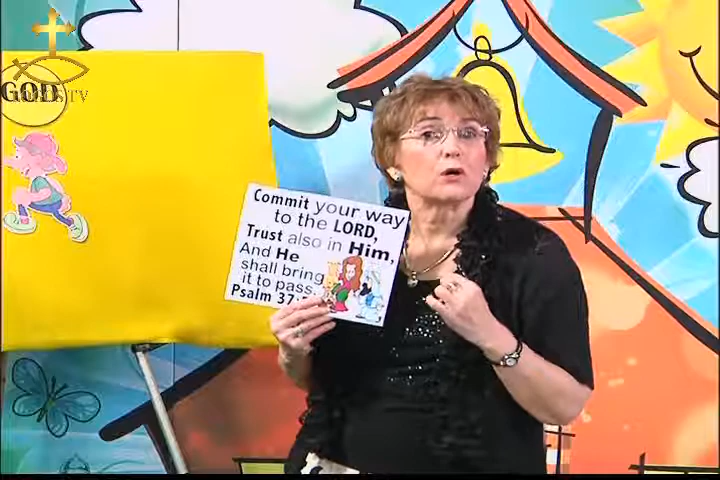 GOD
Commit your way
to the LORD,
Trust also in Him,
And He
shall bring
it to pass.
Psalm 37: